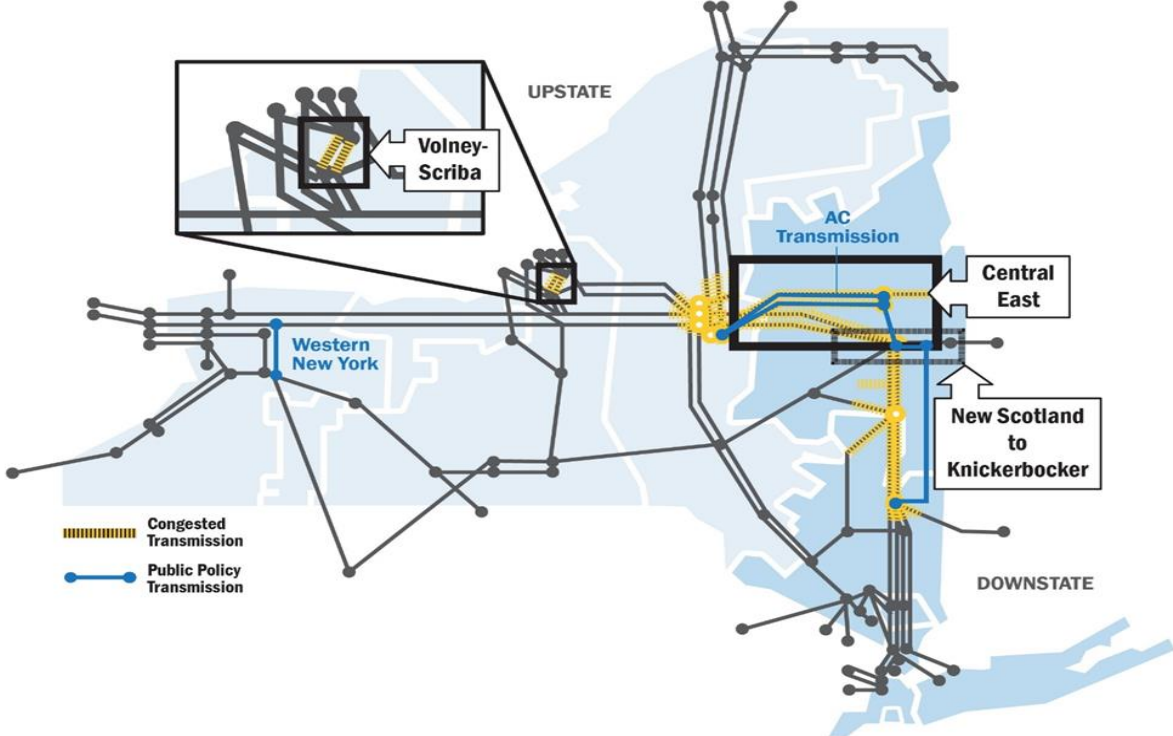 UPSTATE
Volney-
Scriba
AC
Transmission
Central
East
Western
New York
New Scotland
to
Knickerbocker
Congested
Transmission
Public Policy
Transmission
DOWNSTATE